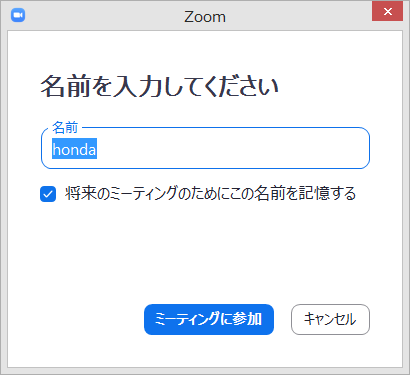 Zoom
名前を入力してください
名前
honda
将来のミーティングのためにこの名前を記憶する
ミーティングに参加
キャンセル